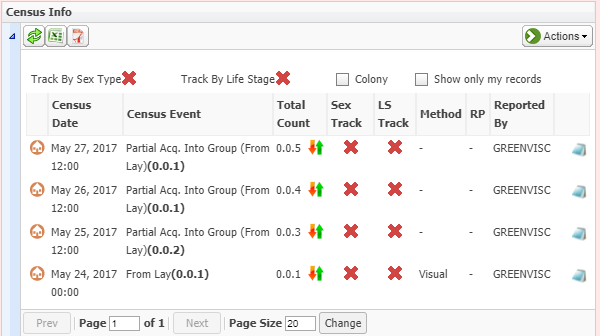 Census Info
Actions
Track By Sex Type Track By Life Stage Colony Show only my records
Census Date Census Event Total Count Sex Track LS Track Method RP Reported By
May 27, 2017 12:00 Partial Acq. Into Group (From Lay)(0.0.1) 0.0.5 - - GREENVISC
May 26, 2017 12:00 Partial Acq. Into Group (From Lay)(0.0.1) 0.0.4 - - GREENVISC
May 25, 2017 12:00 Partial Acq. Into Group (From Lay)(0.0.2) 0.0.3 - - GREENVISC
May 24, 2017 00:00 From Lay(0.0.1) 0.0.1 Visual - GREENVISC
Prev Page 1 of 1 Next Page Size 20 Change